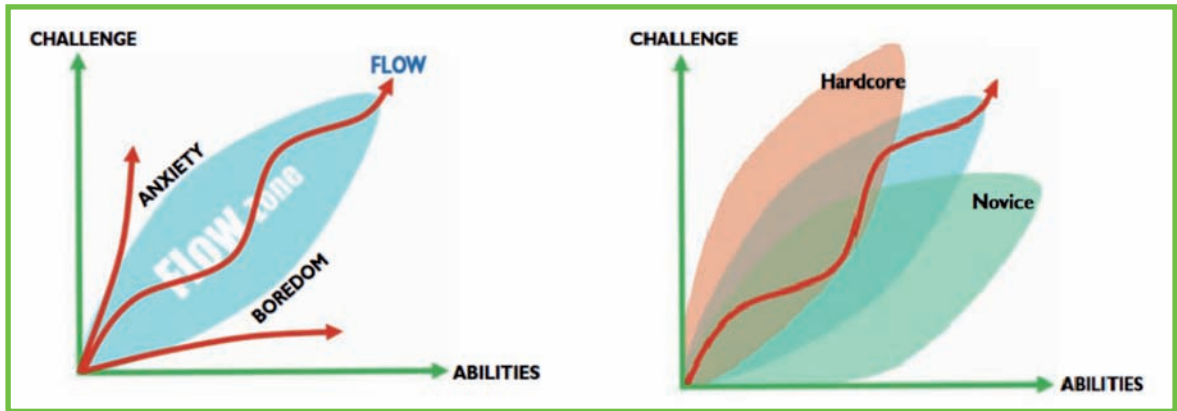 CHALLENGE
FLOW
ANXIETY
Flow zone
BOREDOM
ABILITIES
CHALLENGE
Hardcore
Novice
ABILITIES